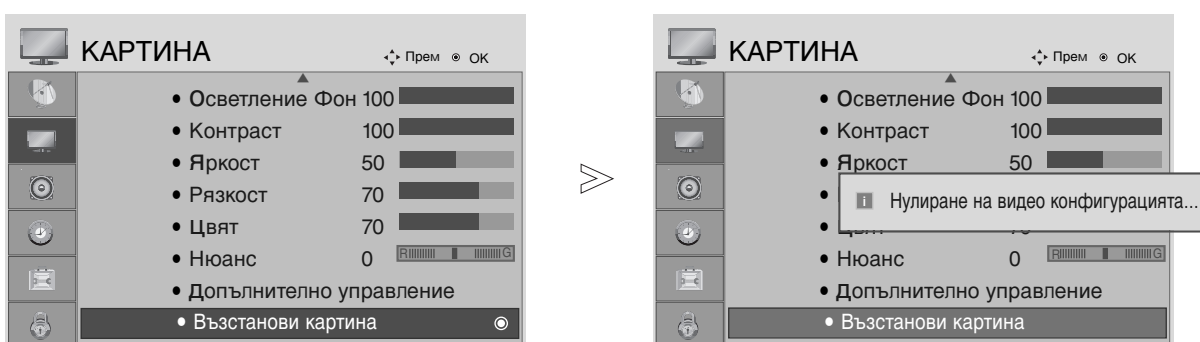 КАРТИНА
Прем ОК
• Осветление Фон 100
• Контраст 100
• Яркост 50
• Рязкост 70
• Цвят 70
• Нюанс 0 R G
• Допълнително управление
• Възстанови картина
>
КАРТИНА
Прем ОК
• Осветление Фон 100
• Контраст 100
• Яркост 50
i Нулиране на видео конфигурацията...
• Нюанс 0 R G
• Допълнително управление
• Възстанови картина